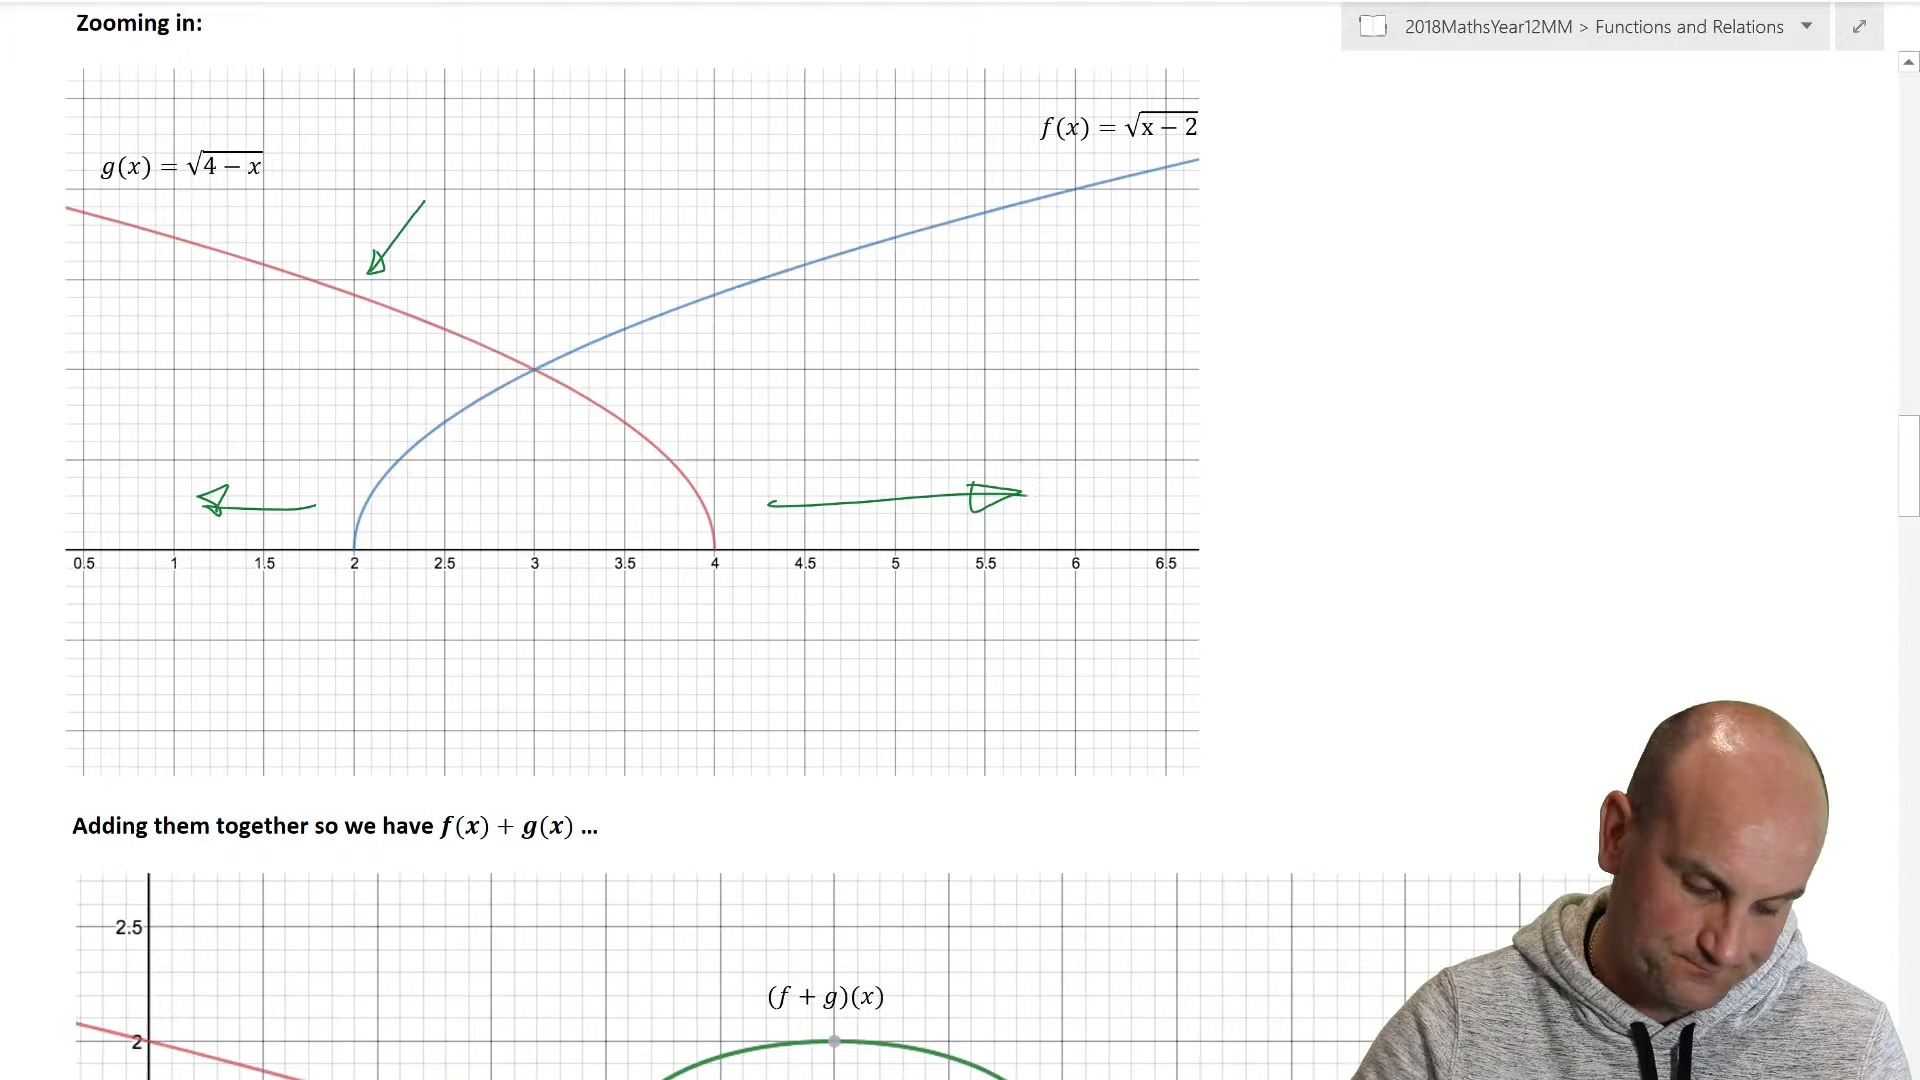 Zooming in:
2018MathsYear12MM > Functions and Relations
f(x) = √x − 2
g(x) = √4 − x
0.5 1 1.5 2 2.5 3 3.5 4 4.5 5 5.5 6 6.5
Adding them together so we have f(x) + g(x) ...
2.5
(f + g)(x)
2